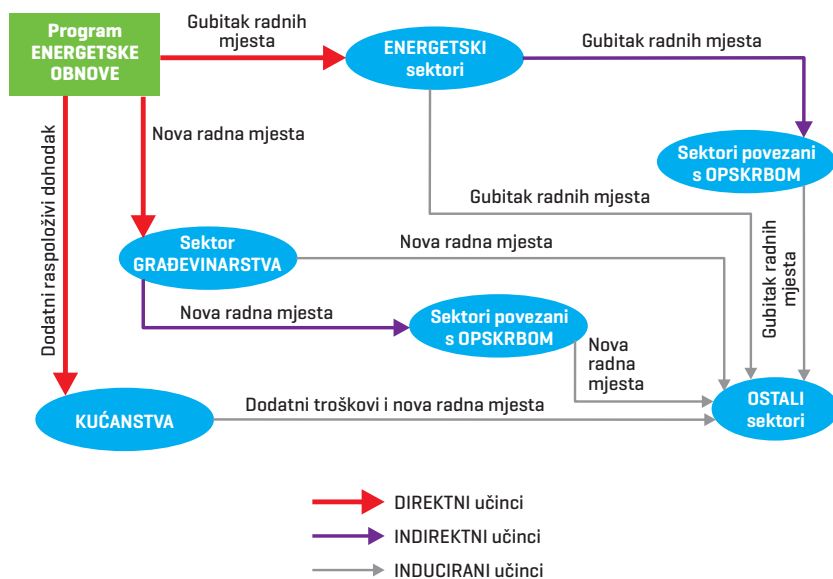 Program
ENERGETSKE
OBNOVE
Gubitak radnih
mjesta
ENERGETSKI
sektori
Gubitak radnih mjesta
Nova radna mjesta
Sektori povezani
s OPSKRBOM
Gubitak radnih mjesta
Dodatni raspoloživi dohodak
Sektor
GRAĐEVINARSTVA
Nova radna mjesta
Gubitak radnih
mjesta
Nova radna mjesta
Sektori povezani
s OPSKRBOM
Nova
radna
mjesta
KUĆANSTVA
Dodatni troškovi i nova radna mjesta
OSTALI
sektori
DIREKTNI učinci
INDIREKTNI učinci
INDUCIRANI učinci